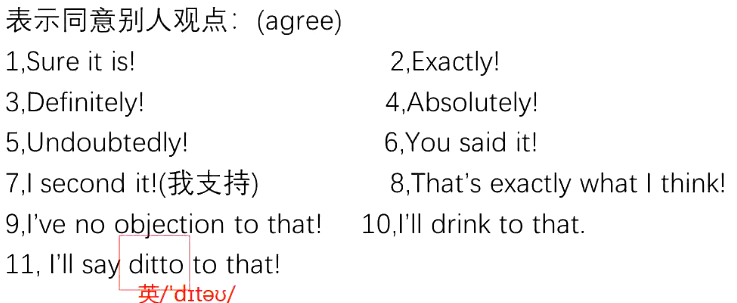 表示同意别人观点：(agree)
1,Sure it is! 2,Exactly!
3,Definitely! 4,Absolutely!
5,Undoubtedly! 6,You said it!
7,I second it!(我支持) 8,That's exactly what I think!
9,I've no objection to that! 10,I'll drink to that.
11, I'll say ditto to that!
英/ˈdɪtəʊ/